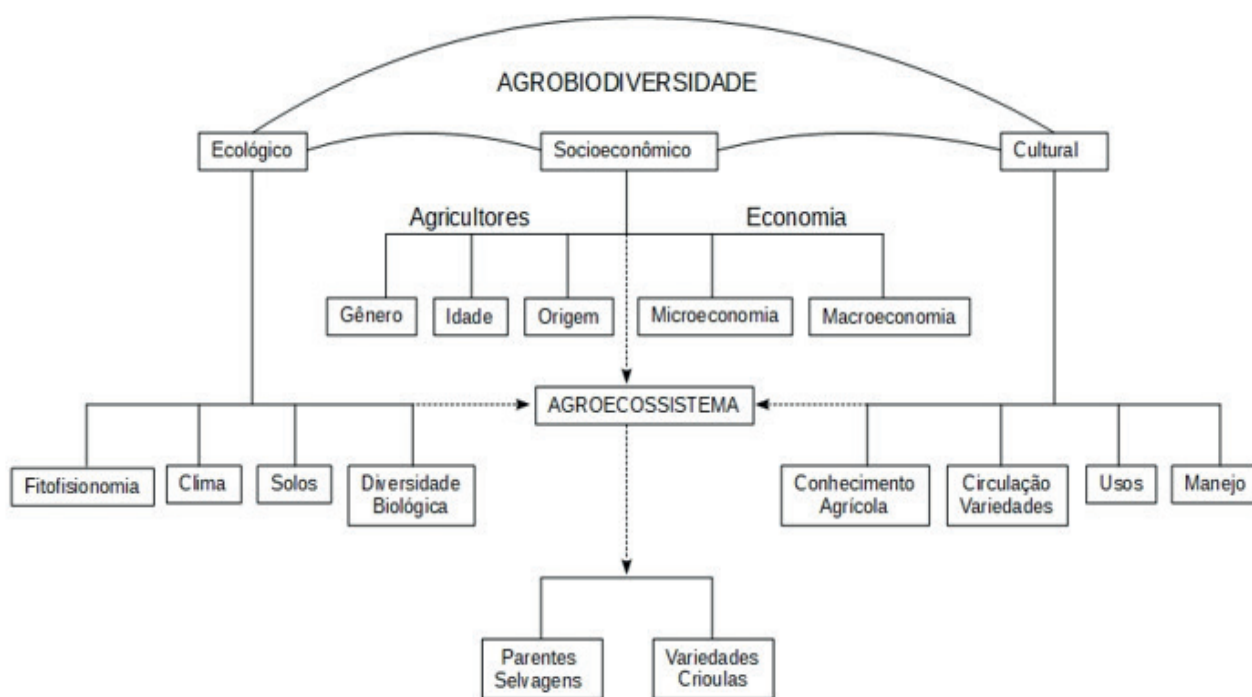 AGROBIODIVERSIDADE
Ecológico
Socioeconômico
Cultural
Agricultores
Economia
Gênero
Idade
Origem
Microeconomia
Macroeconomia
AGROECOSSISTEMA
Fitofisionomia
Clima
Solos
Diversidade
Biológica
Conhecimento
Agrícola
Circulação
Variedades
Usos
Manejo
Parentes
Selvagens
Variedades
Crioulas